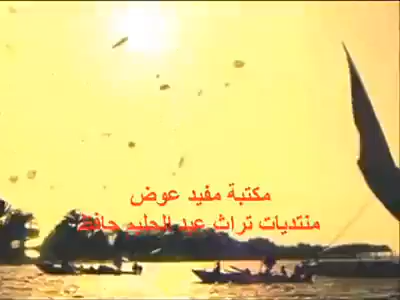 مكتبة مفيد عوض
منتديات تراث عبد الحليم حافظ